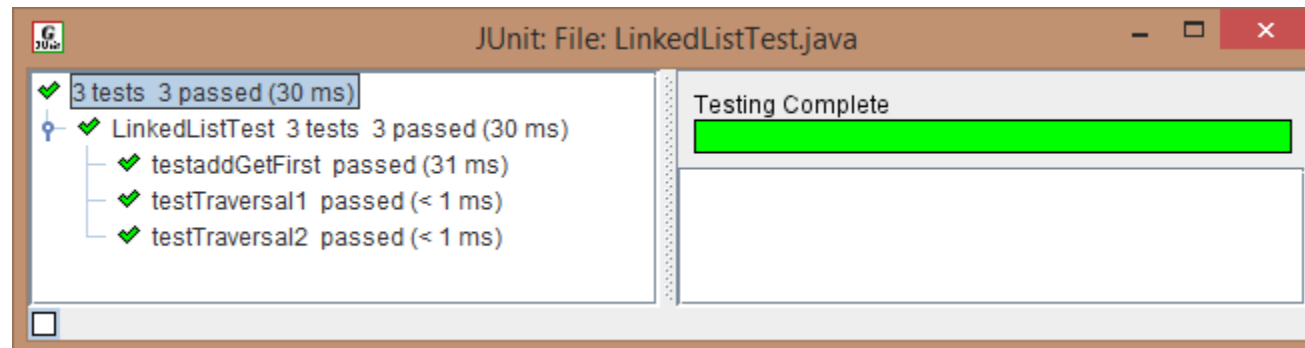 JUnit: File: LinkedListTest.java
3 tests 3 passed (30 ms)
LinkedListTest 3 tests 3 passed (30 ms)
testaddGetFirst passed (31 ms)
testTraversal1 passed (< 1 ms)
testTraversal2 passed (< 1 ms)
Testing Complete